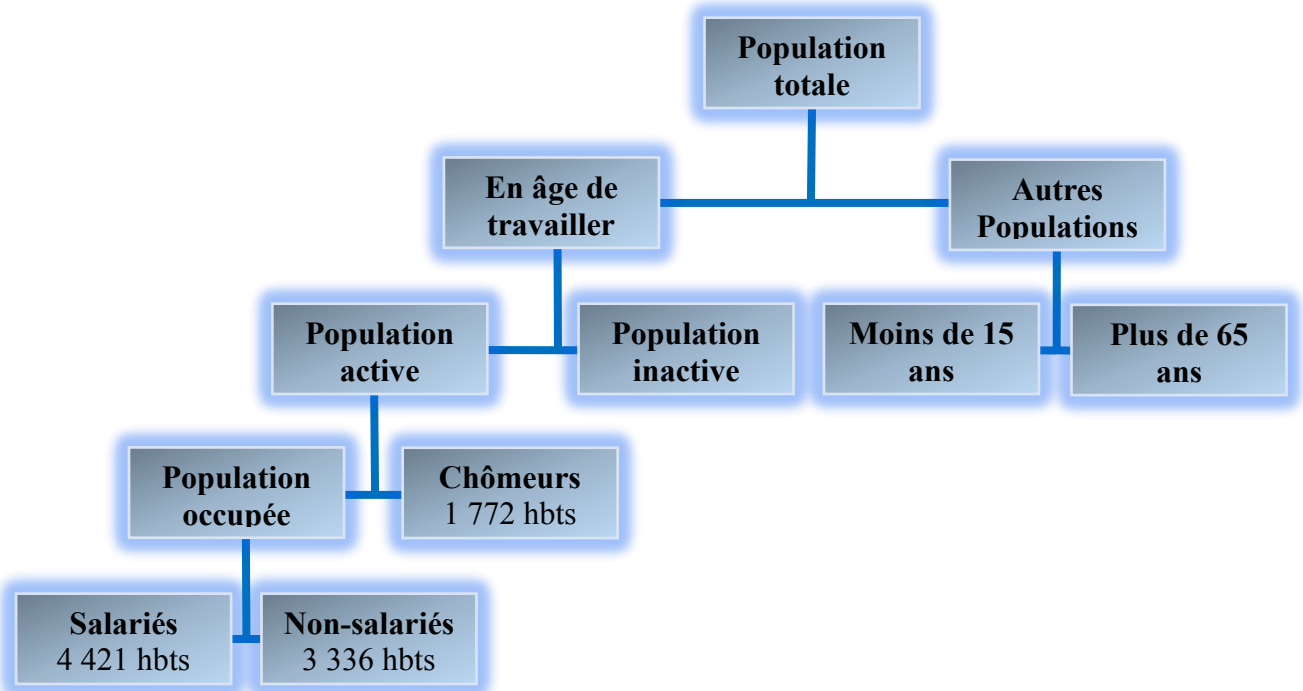 Population
totale
En âge de
travailler
Autres
Populations
Population
active
Population
inactive
Moins de 15
ans
Plus de 65
ans
Population
occupée
Chômeurs
1 772 hbts
Salariés
4 421 hbts
Non-salariés
3 336 hbts